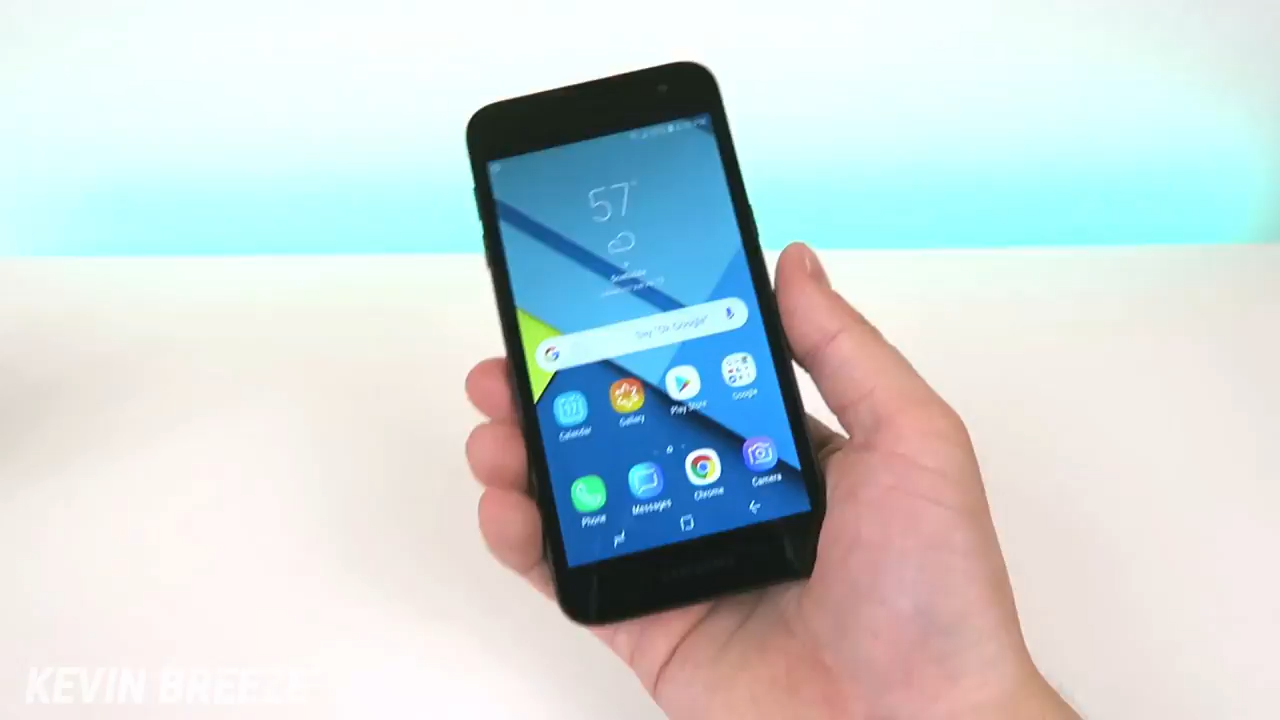 57°
Say "Ok Google"
Calendar
Gallery
Play Store
Google
Phone
Messages
Chrome
Camera
KEVIN BREEZE